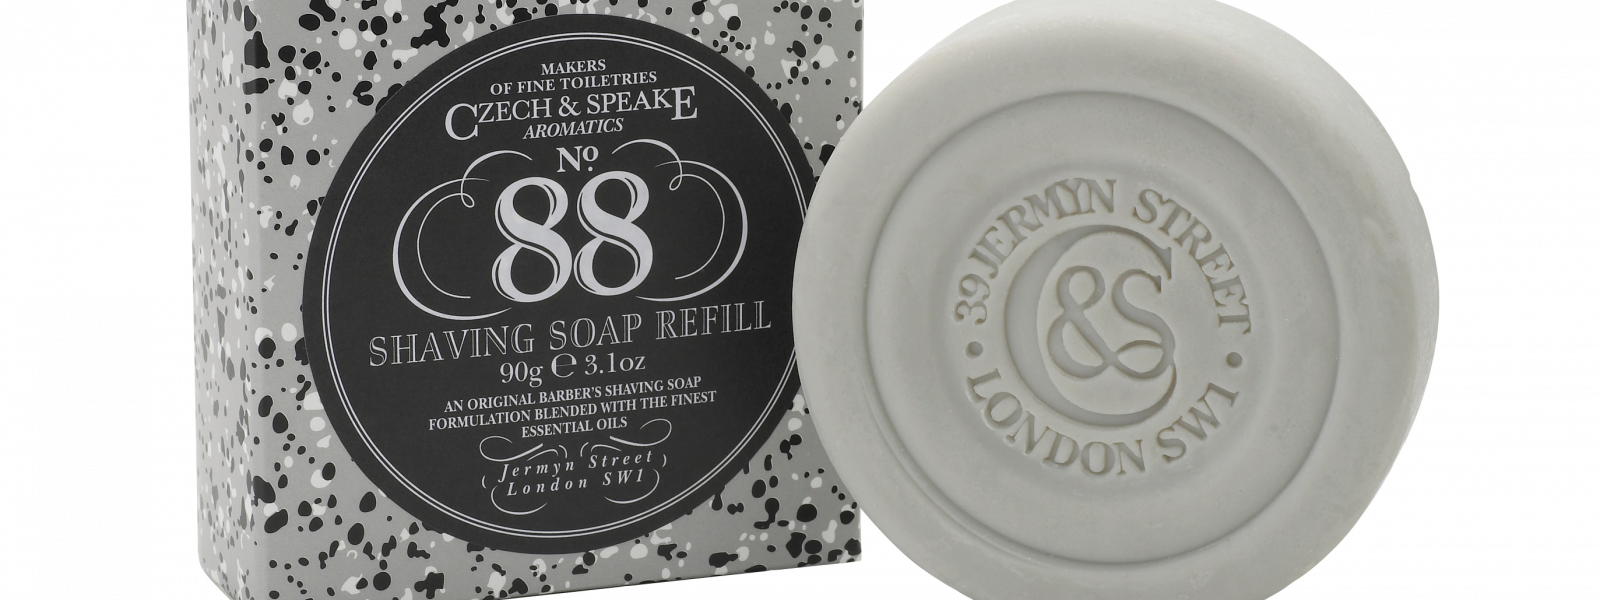 MAKERS
OF FINE TOILETRIES
CZECH & SPEAKE
AROMATICS
No.
88
SHAVING SOAP REFILL
90g ℮ 3.1oz
AN ORIGINAL BARBER'S SHAVING SOAP
FORMULATION BLENDED WITH THE FINEST
ESSENTIAL OILS
Jermyn Street
London SW1
39 JERMYN STREET
C&S
• LONDON SW1 •